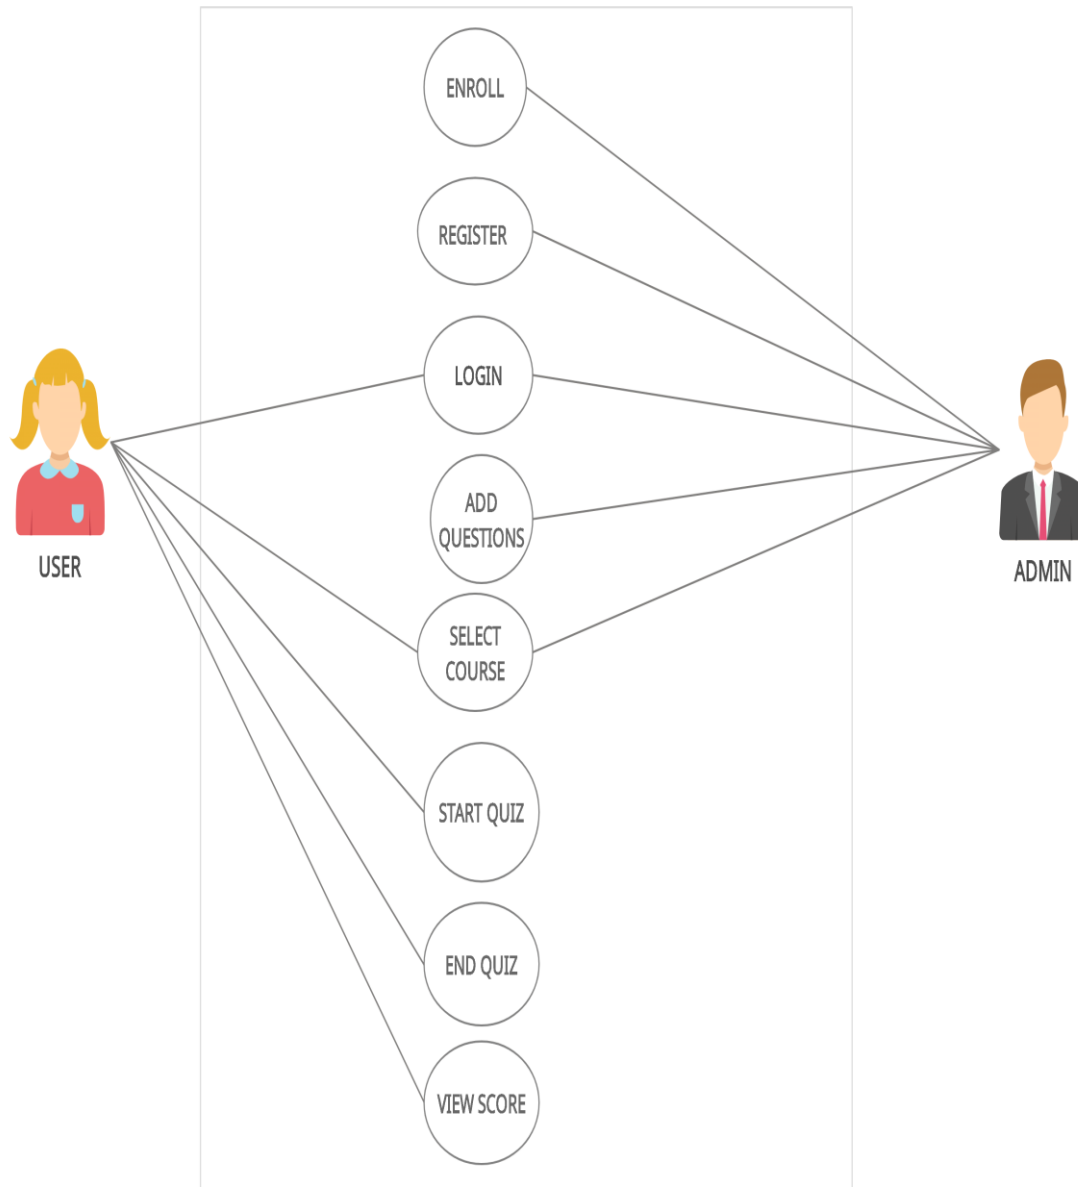 ENROLL
REGISTER
LOGIN
ADD
QUESTIONS
SELECT
COURSE
START QUIZ
END QUIZ
VIEW SCORE
USER
ADMIN